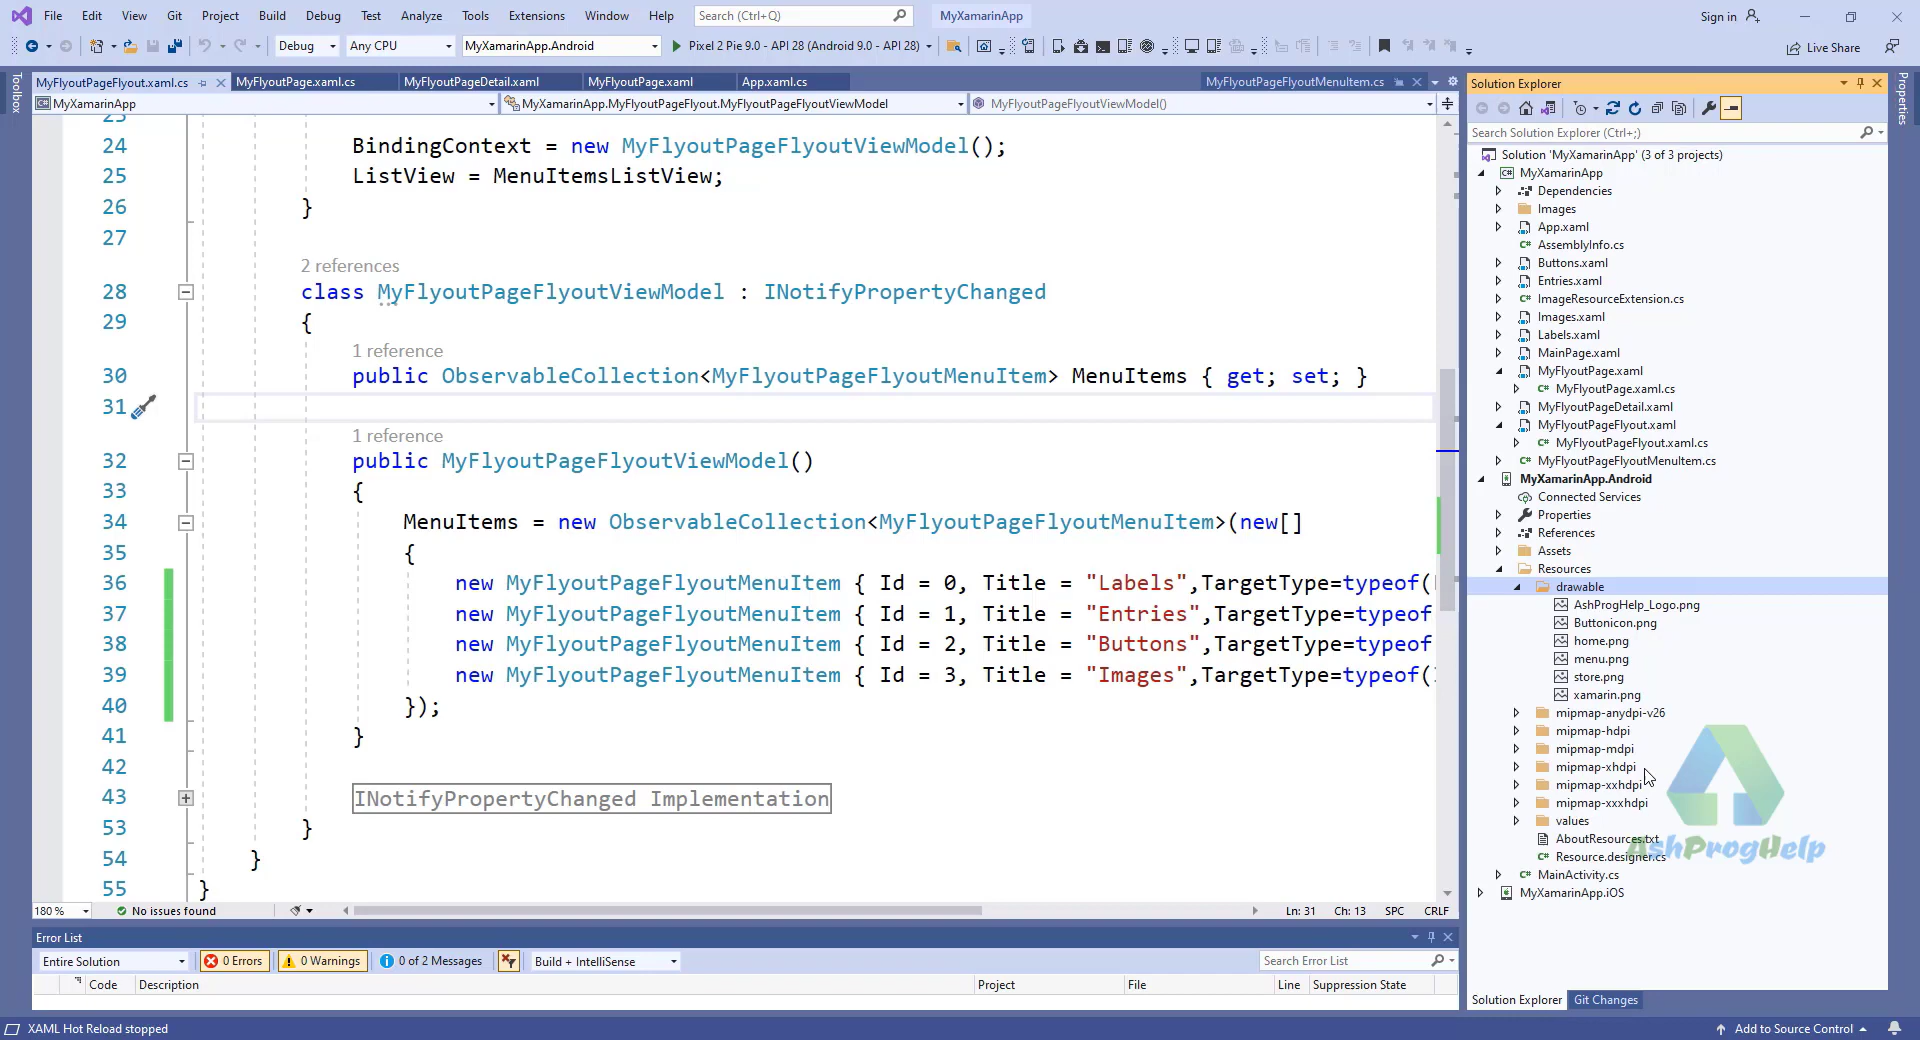 File Edit View Git Project Build Debug Test Analyze Tools Extensions Window Help Search (Ctrl+Q) MyXamarinApp Sign in
Debug Any CPU MyXamarinApp.Android Pixel 2 Pie 9.0 - API 28 (Android 9.0 - API 28) Live Share
Toolbox
MyFlyoutPageFlyout.xaml.cs MyFlyoutPage.xaml.cs MyFlyoutPageDetail.xaml MyFlyoutPage.xaml App.xaml.cs MyFlyoutPageFlyoutMenuItem.cs
MyXamarinApp MyXamarinApp.MyFlyoutPageFlyout.MyFlyoutPageFlyoutViewModel MyFlyoutPageFlyoutViewModel()
23
24 BindingContext = new MyFlyoutPageFlyoutViewModel();
25 ListView = MenuItemsListView;
26 }
27
2 references
28 class MyFlyoutPageFlyoutViewModel : INotifyPropertyChanged
29 {
1 reference
30 public ObservableCollection<MyFlyoutPageFlyoutMenuItem> MenuItems { get; set; }
31
1 reference
32 public MyFlyoutPageFlyoutViewModel()
33 {
34 MenuItems = new ObservableCollection<MyFlyoutPageFlyoutMenuItem>(new[]
35 {
36 new MyFlyoutPageFlyoutMenuItem { Id = 0, Title = "Labels",TargetType=typeof(
37 new MyFlyoutPageFlyoutMenuItem { Id = 1, Title = "Entries",TargetType=typeof
38 new MyFlyoutPageFlyoutMenuItem { Id = 2, Title = "Buttons",TargetType=typeof
39 new MyFlyoutPageFlyoutMenuItem { Id = 3, Title = "Images",TargetType=typeof(
40 });
41 }
42
43 INotifyPropertyChanged Implementation
53 }
54 }
55 }
180 % No issues found Ln: 31 Ch: 13 SPC CRLF
Error List
Entire Solution 0 Errors 0 Warnings 0 of 2 Messages Build + IntelliSense Search Error List
Code Description Project File Line Suppression State
XAML Hot Reload stopped Add to Source Control
Solution Explorer
Search Solution Explorer (Ctrl+;)
Solution 'MyXamarinApp' (3 of 3 projects)
MyXamarinApp
Dependencies
Images
App.xaml
AssemblyInfo.cs
Buttons.xaml
Entries.xaml
ImageResourceExtension.cs
Images.xaml
Labels.xaml
MainPage.xaml
MyFlyoutPage.xaml
MyFlyoutPage.xaml.cs
MyFlyoutPageDetail.xaml
MyFlyoutPageFlyout.xaml
MyFlyoutPageFlyout.xaml.cs
MyFlyoutPageFlyoutMenuItem.cs
MyXamarinApp.Android
Connected Services
Properties
References
Assets
Resources
drawable
AshProgHelp_Logo.png
Buttonicon.png
home.png
menu.png
store.png
xamarin.png
mipmap-anydpi-v26
mipmap-hdpi
mipmap-mdpi
mipmap-xhdpi
mipmap-xxhdpi
mipmap-xxxhdpi
values
AboutResources.txt
Resource.designer.cs
MainActivity.cs
MyXamarinApp.iOS
AshProgHelp
Solution Explorer Git Changes
Properties